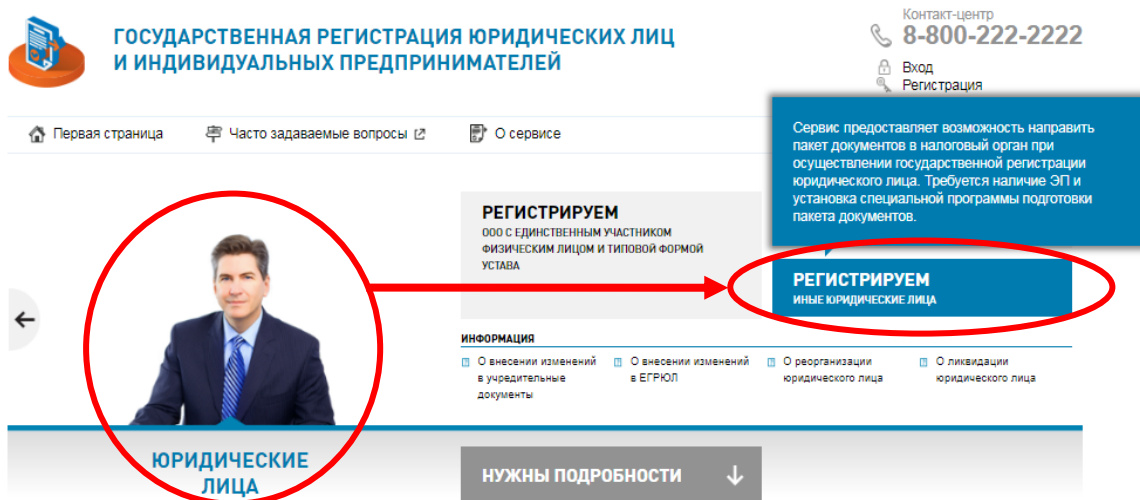 ГОСУДАРСТВЕННАЯ РЕГИСТРАЦИЯ ЮРИДИЧЕСКИХ ЛИЦ
И ИНДИВИДУАЛЬНЫХ ПРЕДПРИНИМАТЕЛЕЙ
Контакт-центр
8-800-222-2222
Вход
Регистрация
Первая страница
Часто задаваемые вопросы
О сервисе
Сервис предоставляет возможность направить
пакет документов в налоговый орган при
осуществлении государственной регистрации
юридического лица. Требуется наличие ЭП и
установка специальной программы подготовки
пакета документов.
РЕГИСТРИРУЕМ
ООО С ЕДИНСТВЕННЫМ УЧАСТНИКОМ
ФИЗИЧЕСКИМ ЛИЦОМ И ТИПОВОЙ ФОРМОЙ
УСТАВА
РЕГИСТРИРУЕМ
ИНЫЕ ЮРИДИЧЕСКИЕ ЛИЦА
ИНФОРМАЦИЯ
О внесении изменений
в учредительные
документы
О внесении изменений
в ЕГРЮЛ
О реорганизации
юридического лица
О ликвидации
юридического лица
ЮРИДИЧЕСКИЕ
ЛИЦА
НУЖНЫ ПОДРОБНОСТИ